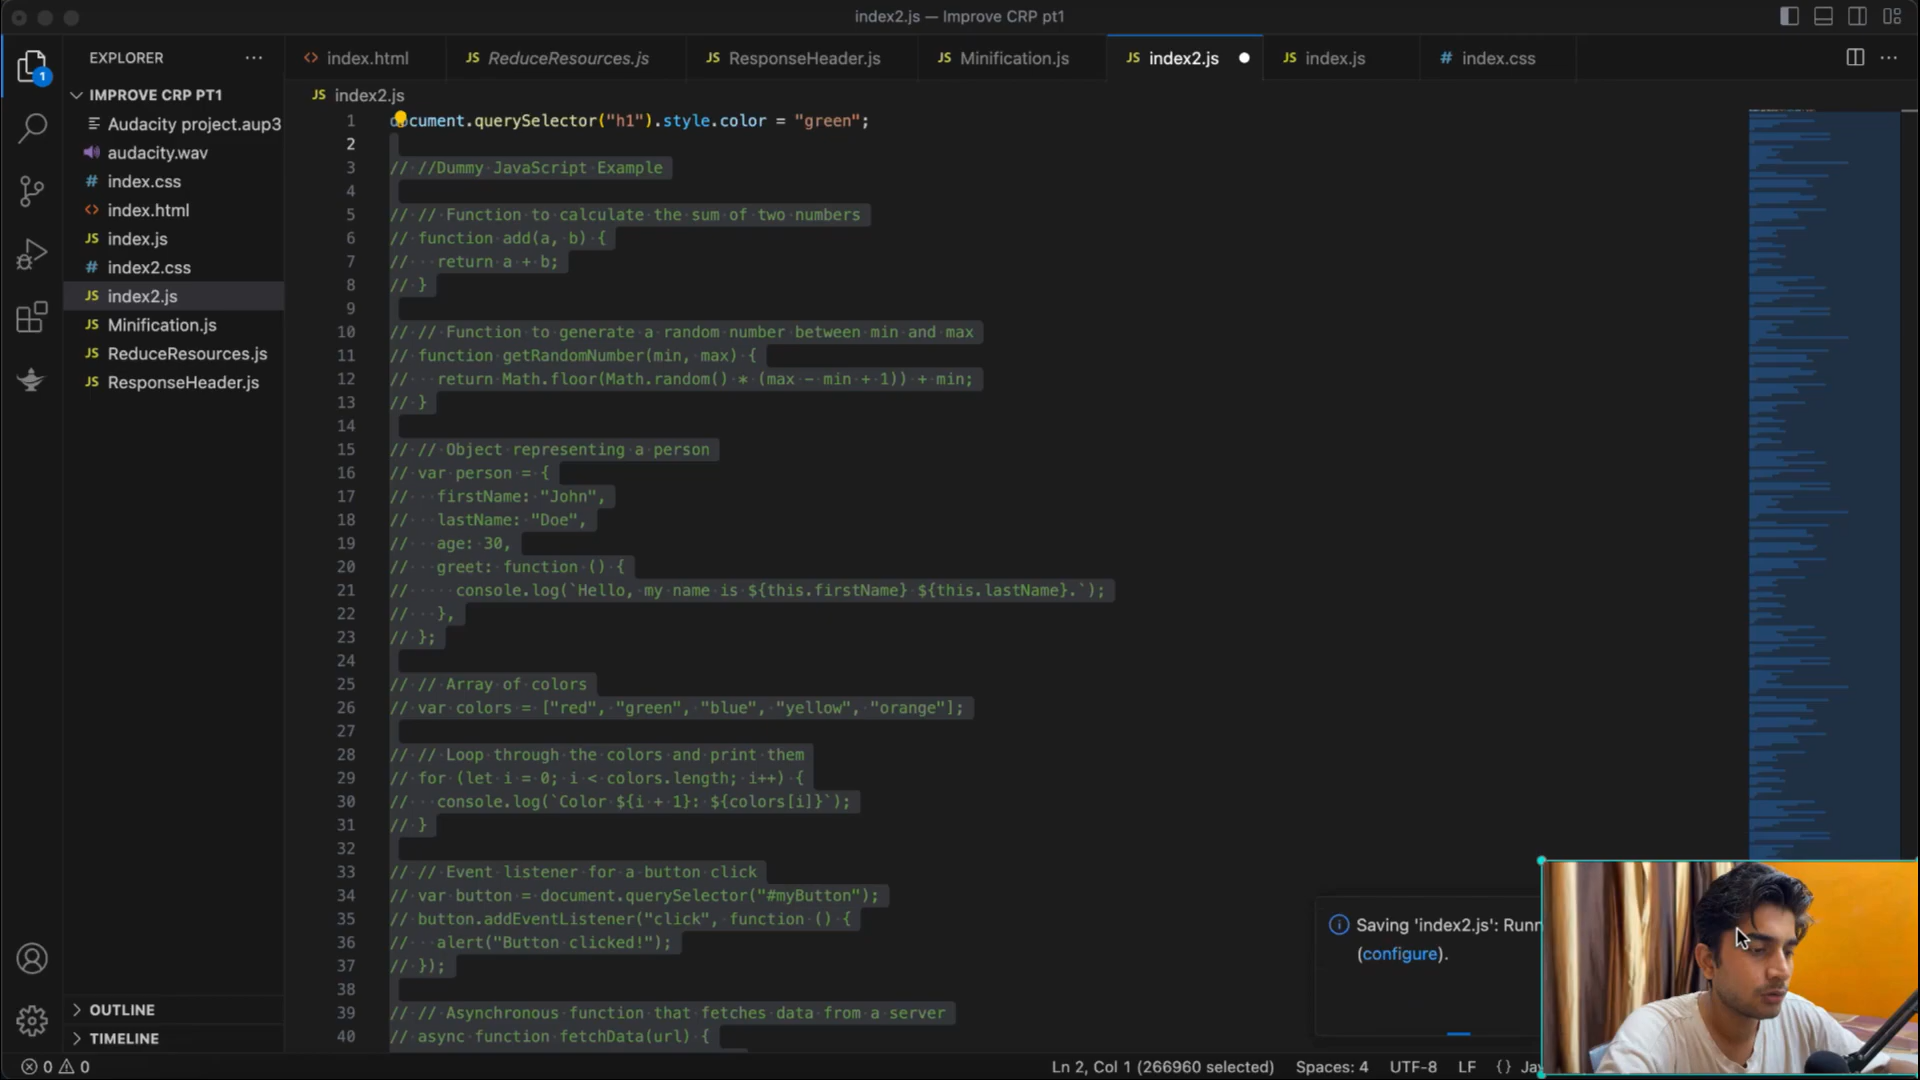 index2.js — Improve CRP pt1
EXPLORER
index.html
ReduceResources.js
ResponseHeader.js
Minification.js
index2.js
index.js
index.css
IMPROVE CRP PT1
Audacity project.aup3
audacity.wav
index.css
index.html
index.js
index2.css
index2.js
Minification.js
ReduceResources.js
ResponseHeader.js
OUTLINE
TIMELINE
JS index2.js
1 document.querySelector("h1").style.color = "green";
2
3 // //Dummy JavaScript Example
4
5 // // Function to calculate the sum of two numbers
6 // function add(a, b) {
7 //   return a + b;
8 // }
9
10 // // Function to generate a random number between min and max
11 // function getRandomNumber(min, max) {
12 //   return Math.floor(Math.random() * (max - min + 1)) + min;
13 // }
14
15 // // Object representing a person
16 // var person = {
17 //   firstName: "John",
18 //   lastName: "Doe",
19 //   age: 30,
20 //   greet: function () {
21 //     console.log(`Hello, my name is ${this.firstName} ${this.lastName}.`);
22 //   },
23 // };
24
25 // // Array of colors
26 // var colors = ["red", "green", "blue", "yellow", "orange"];
27
28 // // Loop through the colors and print them
29 // for (let i = 0; i < colors.length; i++) {
30 //   console.log(`Color ${i + 1}: ${colors[i]}`);
31 // }
32
33 // // Event listener for a button click
34 // var button = document.querySelector("#myButton");
35 // button.addEventListener("click", function () {
36 //   alert("Button clicked!");
37 // });
38
39 // // Asynchronous function that fetches data from a server
40 // async function fetchData(url) {
Saving 'index2.js': Runn
(configure).
0 0
Ln 2, Col 1 (266960 selected) Spaces: 4 UTF-8 LF {} Ja